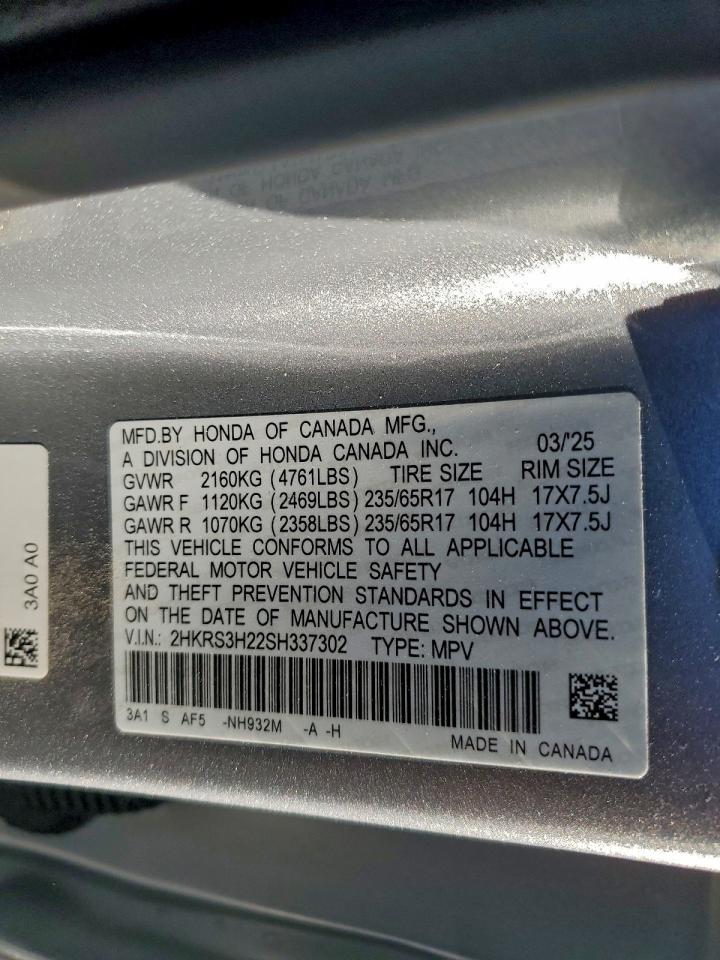 MFD.BY HONDA OF CANADA MFG.,
A DIVISION OF HONDA CANADA INC. 03/'25
GVWR 2160KG (4761LBS) TIRE SIZE RIM SIZE
GAWR F 1120KG (2469LBS) 235/65R17 104H 17X7.5J
GAWR R 1070KG (2358LBS) 235/65R17 104H 17X7.5J
THIS VEHICLE CONFORMS TO ALL APPLICABLE
FEDERAL MOTOR VEHICLE SAFETY
AND THEFT PREVENTION STANDARDS IN EFFECT
ON THE DATE OF MANUFACTURE SHOWN ABOVE.
V.I.N.: 2HKRS3H22SH337302 TYPE: MPV
3A1 S AF5 -NH932M -A -H
MADE IN CANADA
3A0 A0